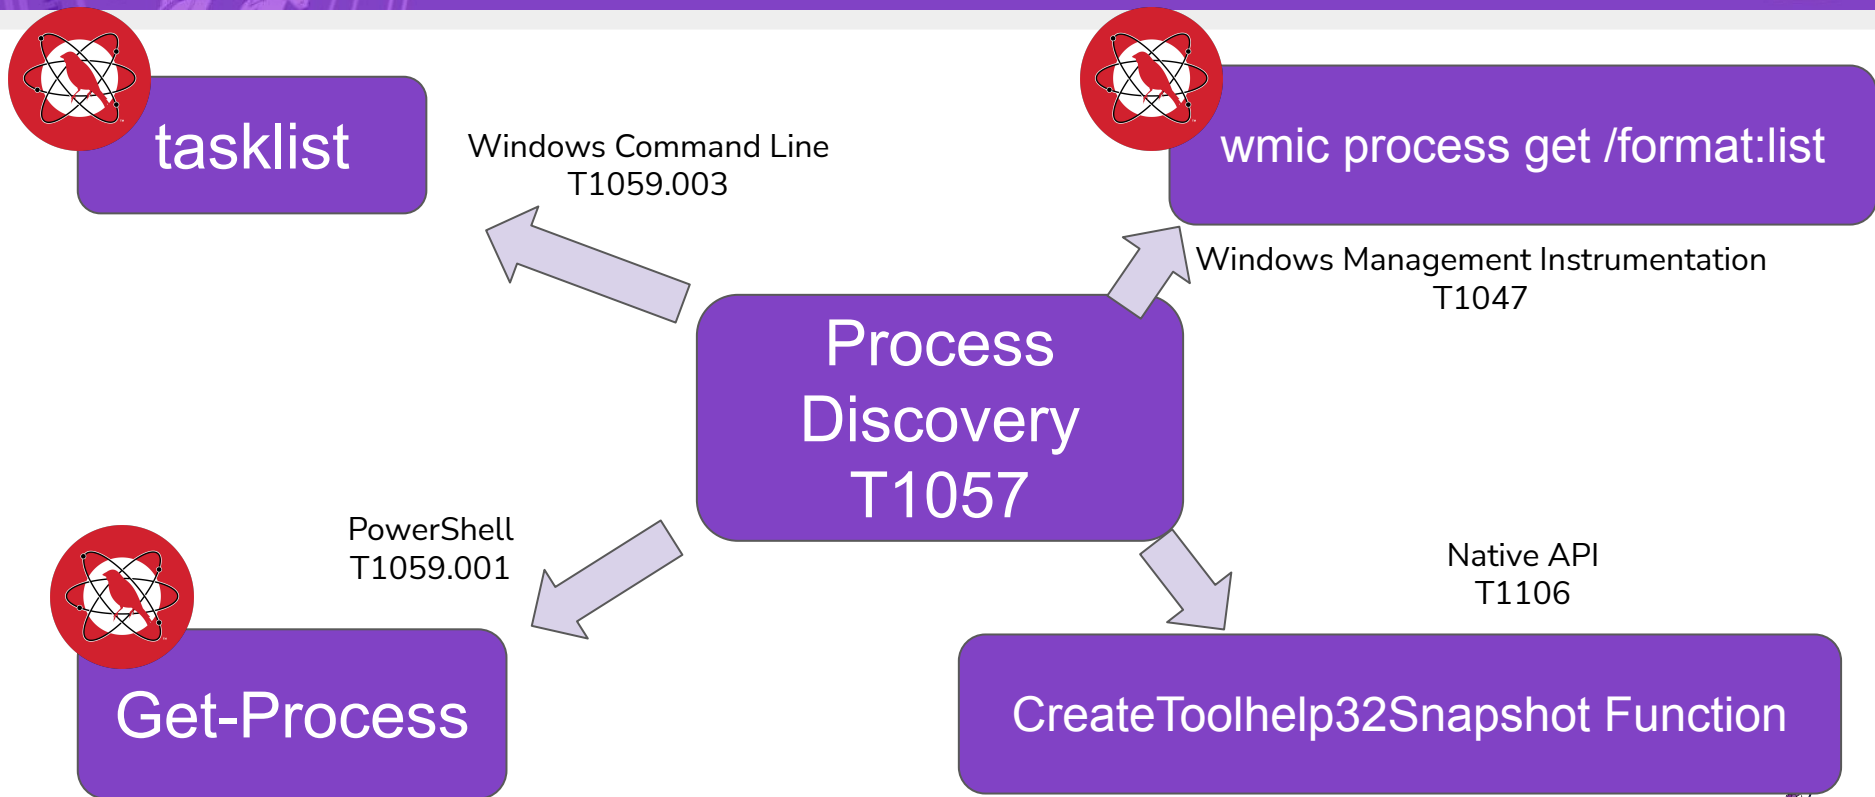 tasklist
Windows Command Line
T1059.003
wmic process get /format:list
Windows Management Instrumentation
T1047
Process
Discovery
T1057
PowerShell
T1059.001
Get-Process
Native API
T1106
CreateToolhelp32Snapshot Function